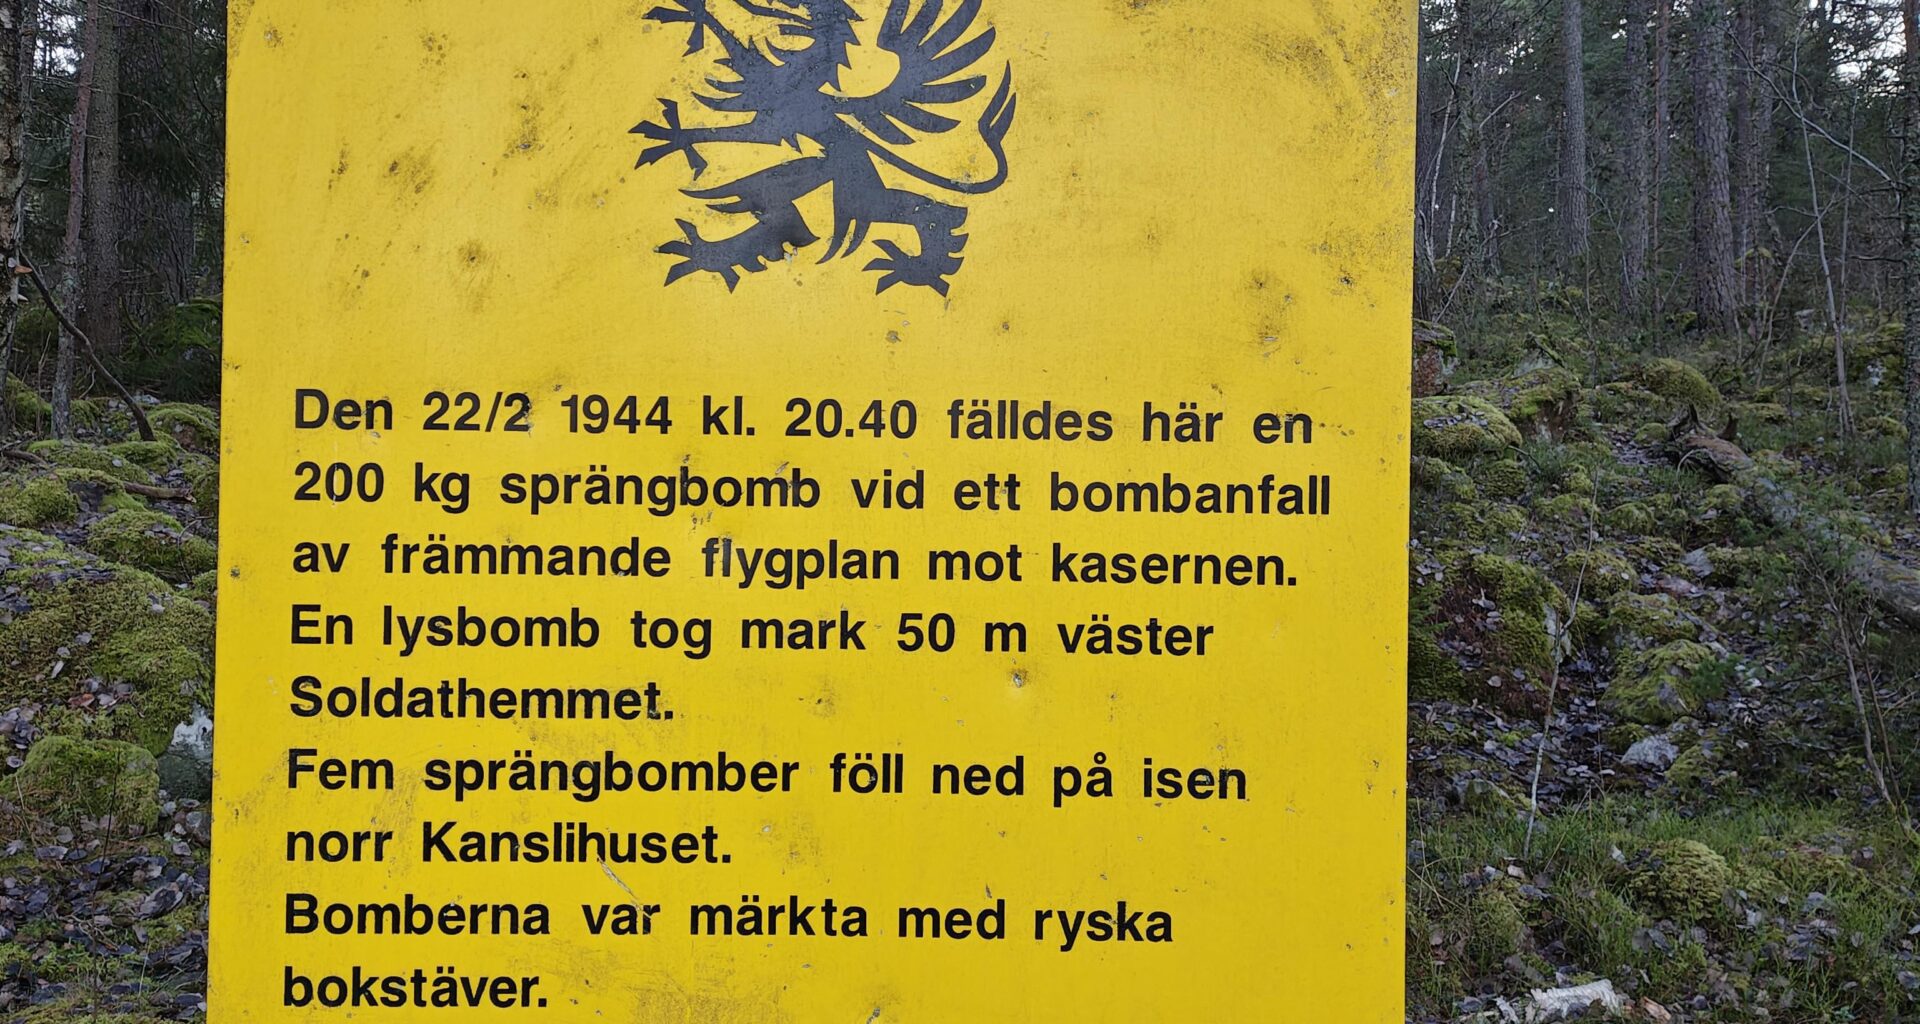 Den 22/2 1944 kl. 20.40 fälldes här en
200 kg sprängbomb vid ett bombanfall
av främmande flygplan mot kasernen.
En lysbomb tog mark 50 m väster
Soldathemmet.
Fem sprängbomber föll ned på isen
norr Kanslihuset.
Bomberna var märkta med ryska
bokstäver.